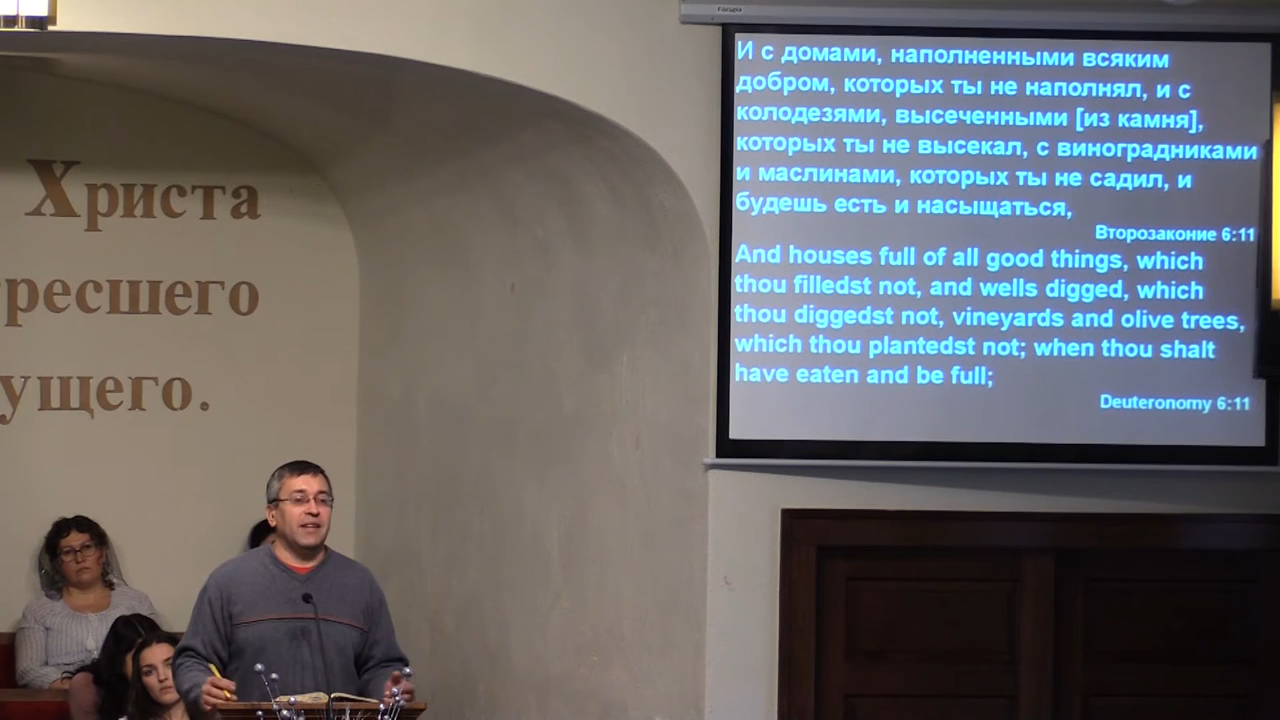 Христа
ресшего
ущего.
И с домами, наполненными всяким
добром, которых ты не наполнял, и с
колодезями, высеченными [из камня],
которых ты не высекал, с виноградниками
и маслинами, которых ты не садил, и
будешь есть и насыщаться,
Второзаконие 6:11
And houses full of all good things, which
thou filledst not, and wells digged, which
thou diggedst not, vineyards and olive trees,
which thou plantedst not; when thou shalt
have eaten and be full;
Deuteronomy 6:11